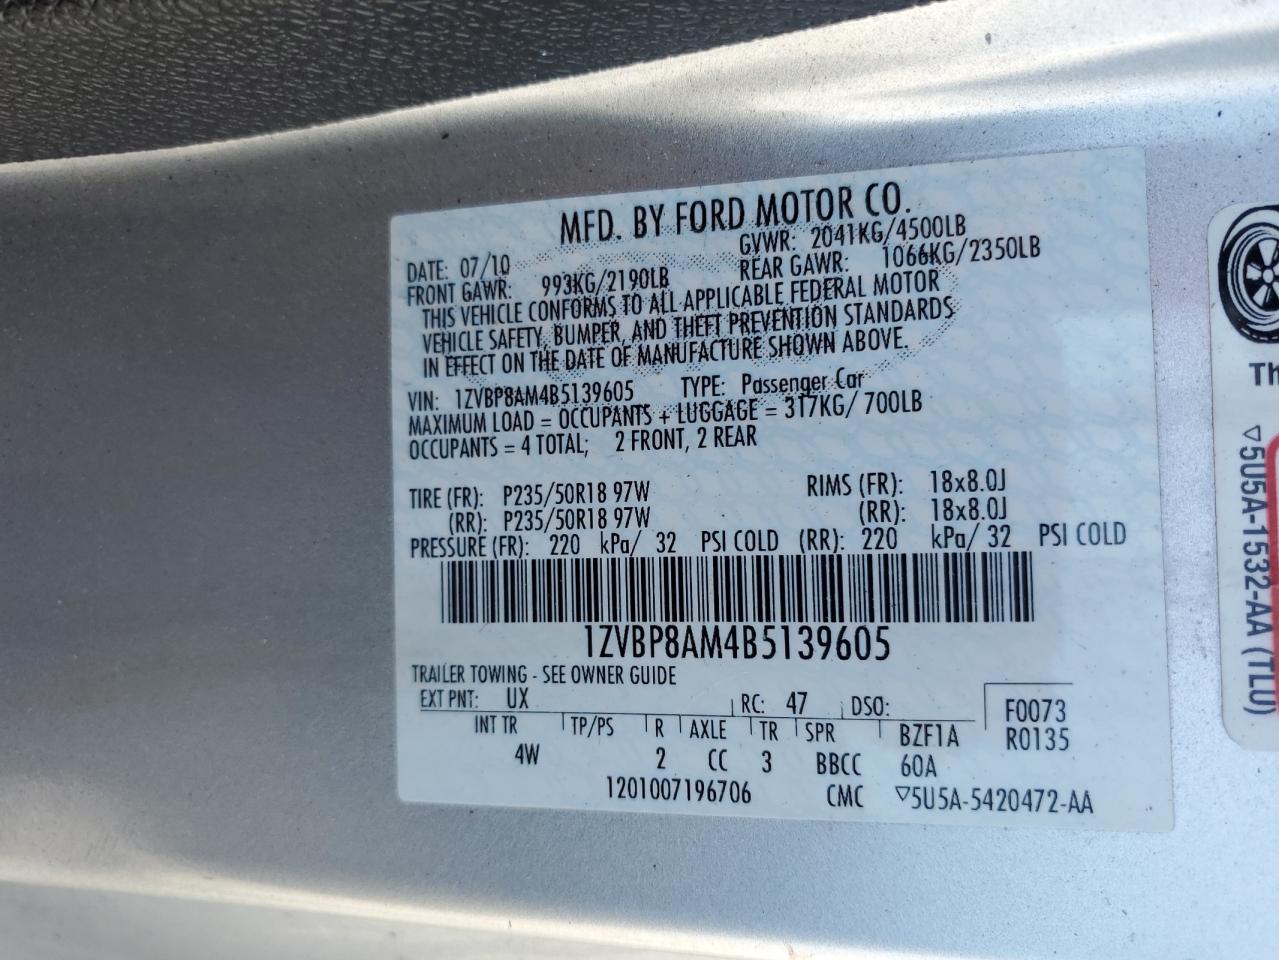 MFD. BY FORD MOTOR CO.
DATE: 07/10 GVWR: 2041KG/4500LB
FRONT GAWR: 993KG/2190LB REAR GAWR: 1066KG/2350LB
THIS VEHICLE CONFORMS TO ALL APPLICABLE FEDERAL MOTOR
VEHICLE SAFETY, BUMPER, AND THEFT PREVENTION STANDARDS
IN EFFECT ON THE DATE OF MANUFACTURE SHOWN ABOVE.
VIN: 1ZVBP8AM4B5139605 TYPE: Passenger Car
MAXIMUM LOAD = OCCUPANTS + LUGGAGE = 317KG/ 700LB
OCCUPANTS = 4 TOTAL; 2 FRONT, 2 REAR
TIRE (FR): P235/50R18 97W RIMS (FR): 18x8.0J
(RR): P235/50R18 97W (RR): 18x8.0J
PRESSURE (FR): 220 kPa/ 32 PSI COLD (RR): 220 kPa/ 32 PSI COLD
1ZVBP8AM4B5139605
TRAILER TOWING - SEE OWNER GUIDE
EXT PNT: UX RC: 47 DSO: F0073
INT TR TP/PS R AXLE TR SPR BZF1A R0135
4W 2 CC 3 BBCC 60A
1201007196706 CMC ▽5U5A-5420472-AA
Th
▽5U5A-1532-AA (TLU)